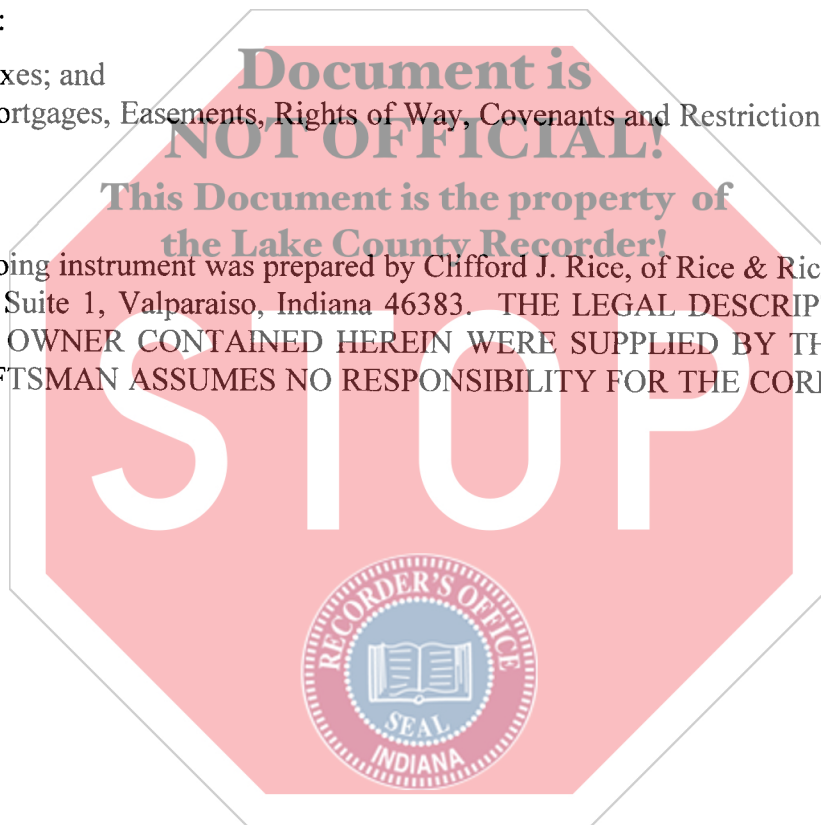 :
xes; and
Document is
ortgages, Easements, Rights of Way, Covenants and Restriction
NOT OFFICIAL!
This Document is the property of
the Lake County Recorder!
oing instrument was prepared by Clifford J. Rice, of Rice & Ric
Suite 1, Valparaiso, Indiana 46383. THE LEGAL DESCRIP
OWNER CONTAINED HEREIN WERE SUPPLIED BY TH
TSMAN ASSUMES NO RESPONSIBILITY FOR THE COR
STOP
RECORDER'S OFFICE
SEAL
INDIANA